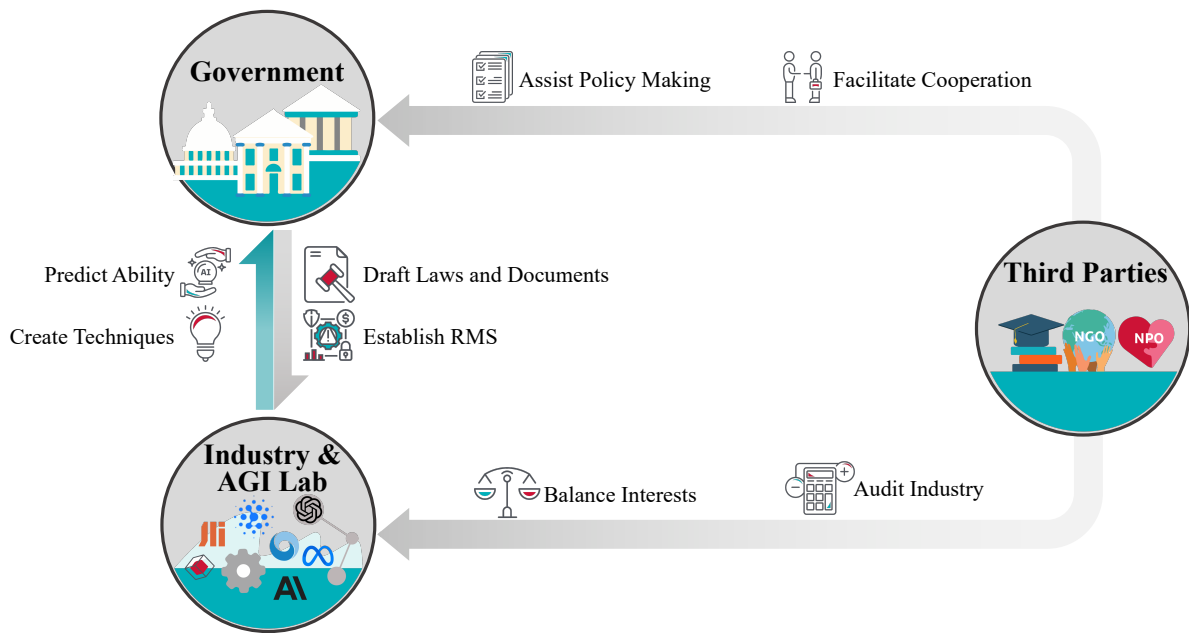 Government
Assist Policy Making
Facilitate Cooperation
Predict Ability
AI
Draft Laws and Documents
Create Techniques
$
Establish RMS
Third Parties
NGO
NPO
Industry &
AGI Lab
Balance Interests
Audit Industry
AI